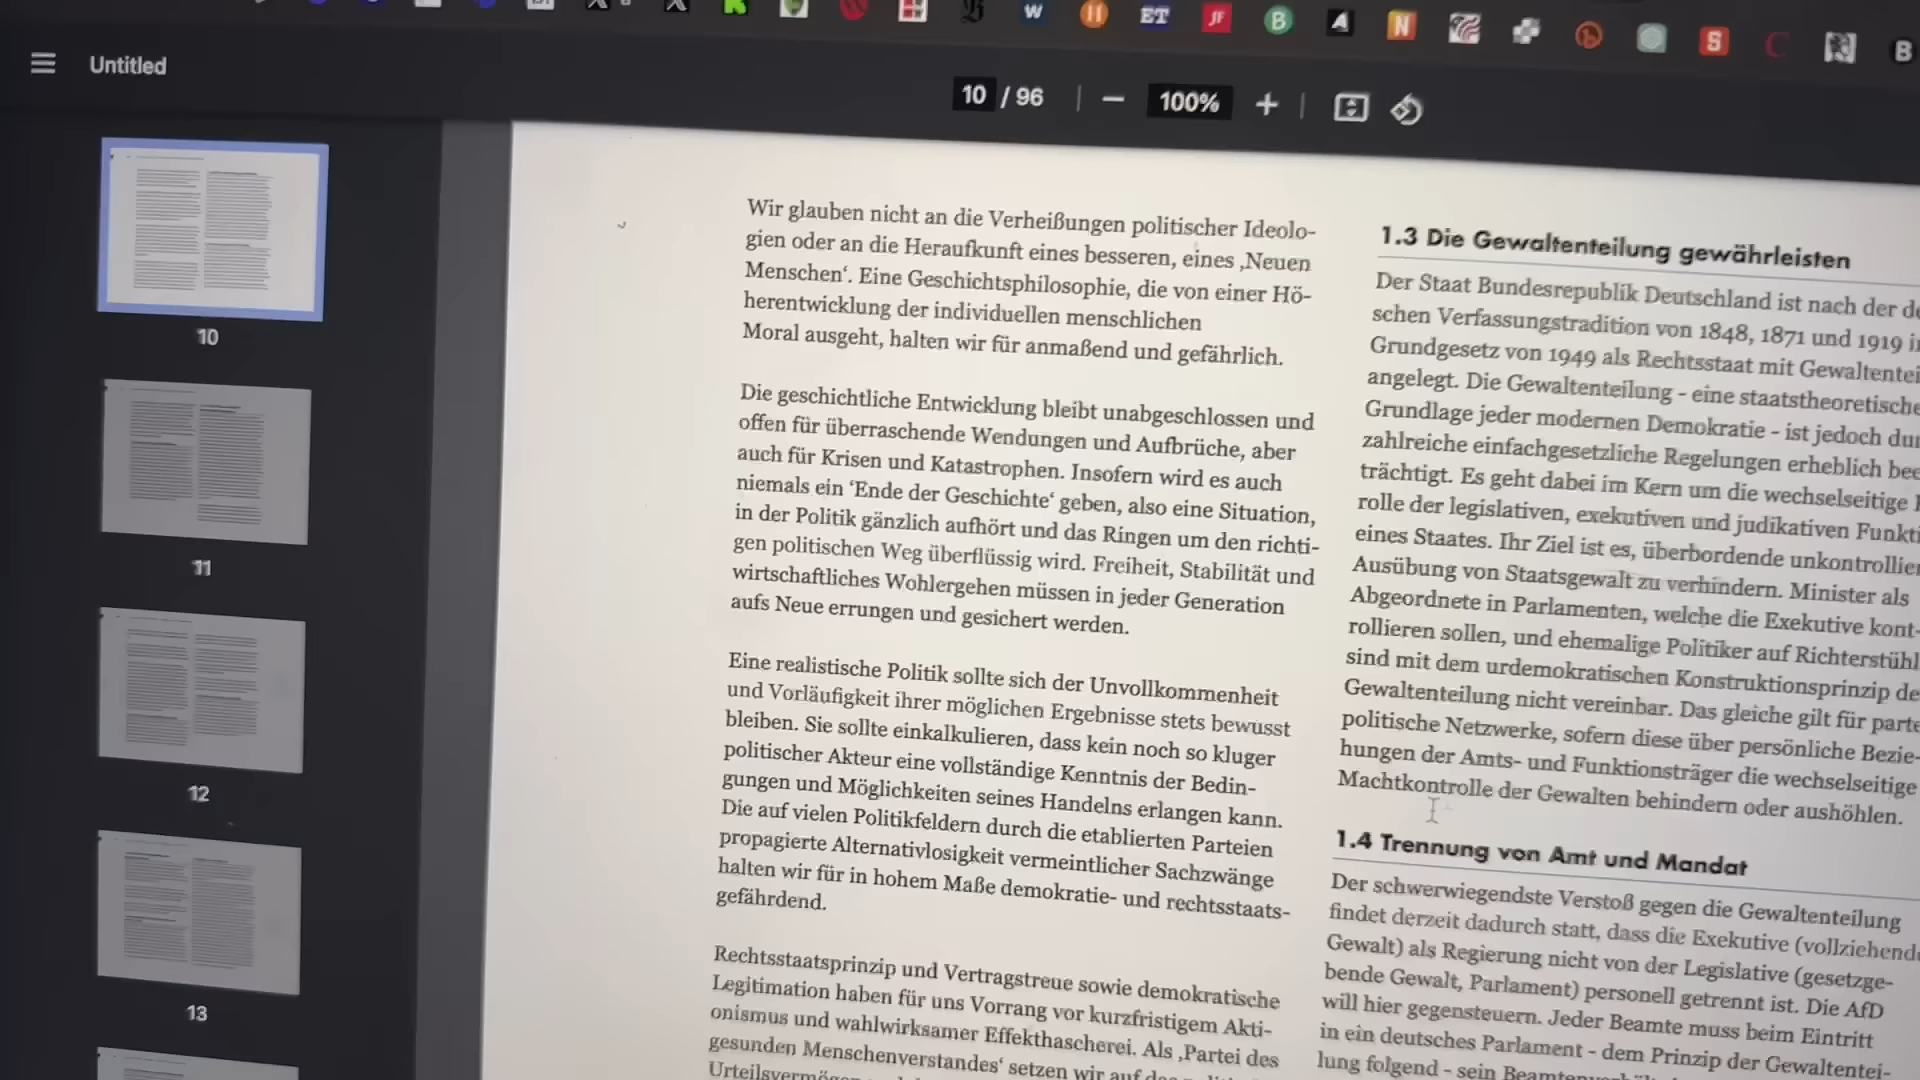 Untitled
10 / 96
100%
W
ET
JF
B
A
N
S
C
B
10
11
12
13
Wir glauben nicht an die Verheißungen politischer Ideolo-
gien oder an die Heraufkunft eines besseren, eines ‚Neuen
Menschen‘. Eine Geschichtsphilosophie, die von einer Hö-
herentwicklung der individuellen menschlichen
Moral ausgeht, halten wir für anmaßend und gefährlich.
Die geschichtliche Entwicklung bleibt unabgeschlossen und
offen für überraschende Wendungen und Aufbrüche, aber
auch für Krisen und Katastrophen. Insofern wird es auch
niemals ein ‘Ende der Geschichte‘ geben, also eine Situation,
in der Politik gänzlich aufhört und das Ringen um den richti-
gen politischen Weg überflüssig wird. Freiheit, Stabilität und
wirtschaftliches Wohlergehen müssen in jeder Generation
aufs Neue errungen und gesichert werden.
Eine realistische Politik sollte sich der Unvollkommenheit
und Vorläufigkeit ihrer möglichen Ergebnisse stets bewusst
bleiben. Sie sollte einkalkulieren, dass kein noch so kluger
politischer Akteur eine vollständige Kenntnis der Bedin-
gungen und Möglichkeiten seines Handelns erlangen kann.
Die auf vielen Politikfeldern durch die etablierten Parteien
propagierte Alternativlosigkeit vermeintlicher Sachzwänge
halten wir für in hohem Maße demokratie- und rechtsstaats-
gefährdend.
Rechtsstaatsprinzip und Vertragstreue sowie demokratische
Legitimation haben für uns Vorrang vor kurzfristigem Akti-
onismus und wahlwirksamer Effekthascherei. Als ‚Partei des
gesunden Menschenverstandes‘ setzen wir auf
1.3 Die Gewaltenteilung gewährleisten
Der Staat Bundesrepublik Deutschland ist nach der
schen Verfassungstradition von 1848, 1871 und 1919
Grundgesetz von 1949 als Rechtsstaat mit Gewaltentei
angelegt. Die Gewaltenteilung - eine staatstheoretische
Grundlage jeder modernen Demokratie - ist jedoch
zahlreiche einfachgesetzliche Regelungen erheblich bee
trächtigt. Es geht dabei im Kern um die wechselseitige
rolle der legislativen, exekutiven und judikativen Funkti
eines Staates. Ihr Ziel ist es, überbordende unkontrollier
Ausübung von Staatsgewalt zu verhindern. Minister als
Abgeordnete in Parlamenten, welche die Exekutive kont-
rollieren sollen, und ehemalige Politiker auf Richterstühl
sind mit dem urdemokratischen Konstruktionsprinzip de
Gewaltenteilung nicht vereinbar. Das gleiche gilt für parte
politische Netzwerke, sofern diese über persönliche Bezie-
hungen der Amts- und Funktionsträger die wechselseitige
Machtkontrolle der Gewalten behindern oder aushöhlen.
1.4 Trennung von Amt und Mandat
Der schwerwiegendste Verstoß gegen die Gewaltenteilung
findet derzeit dadurch statt, dass die Exekutive (vollziehend
Gewalt) als Regierung nicht von der Legislative (gesetzge-
bende Gewalt, Parlament) personell getrennt ist. Die AfD
will hier gegensteuern. Jeder Beamte muss beim Eintritt
in ein deutsches Parlament - dem Prinzip der Gewaltentei-
lung folgend - sein